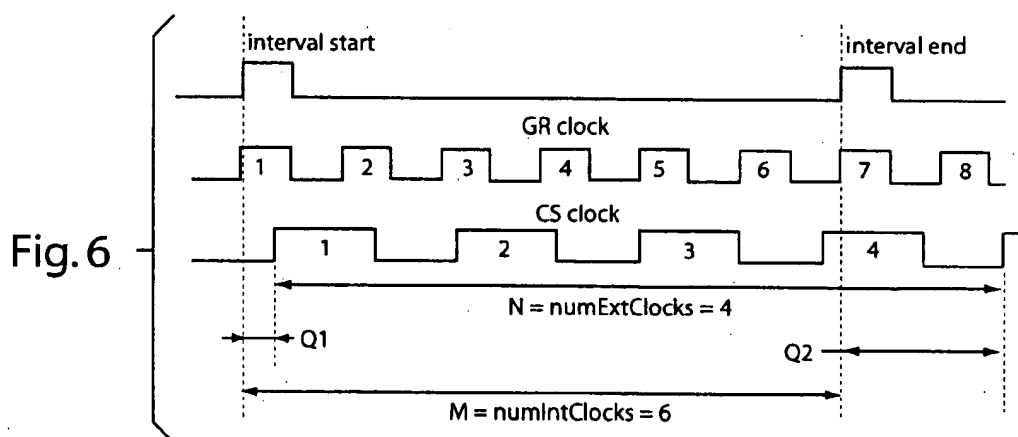 interval start
interval end
GR clock
1 2 3 4 5 6 7 8
CS clock
1 2 3 4
Fig. 6
N = numExtClocks = 4
Q1
Q2
M = numIntClocks = 6